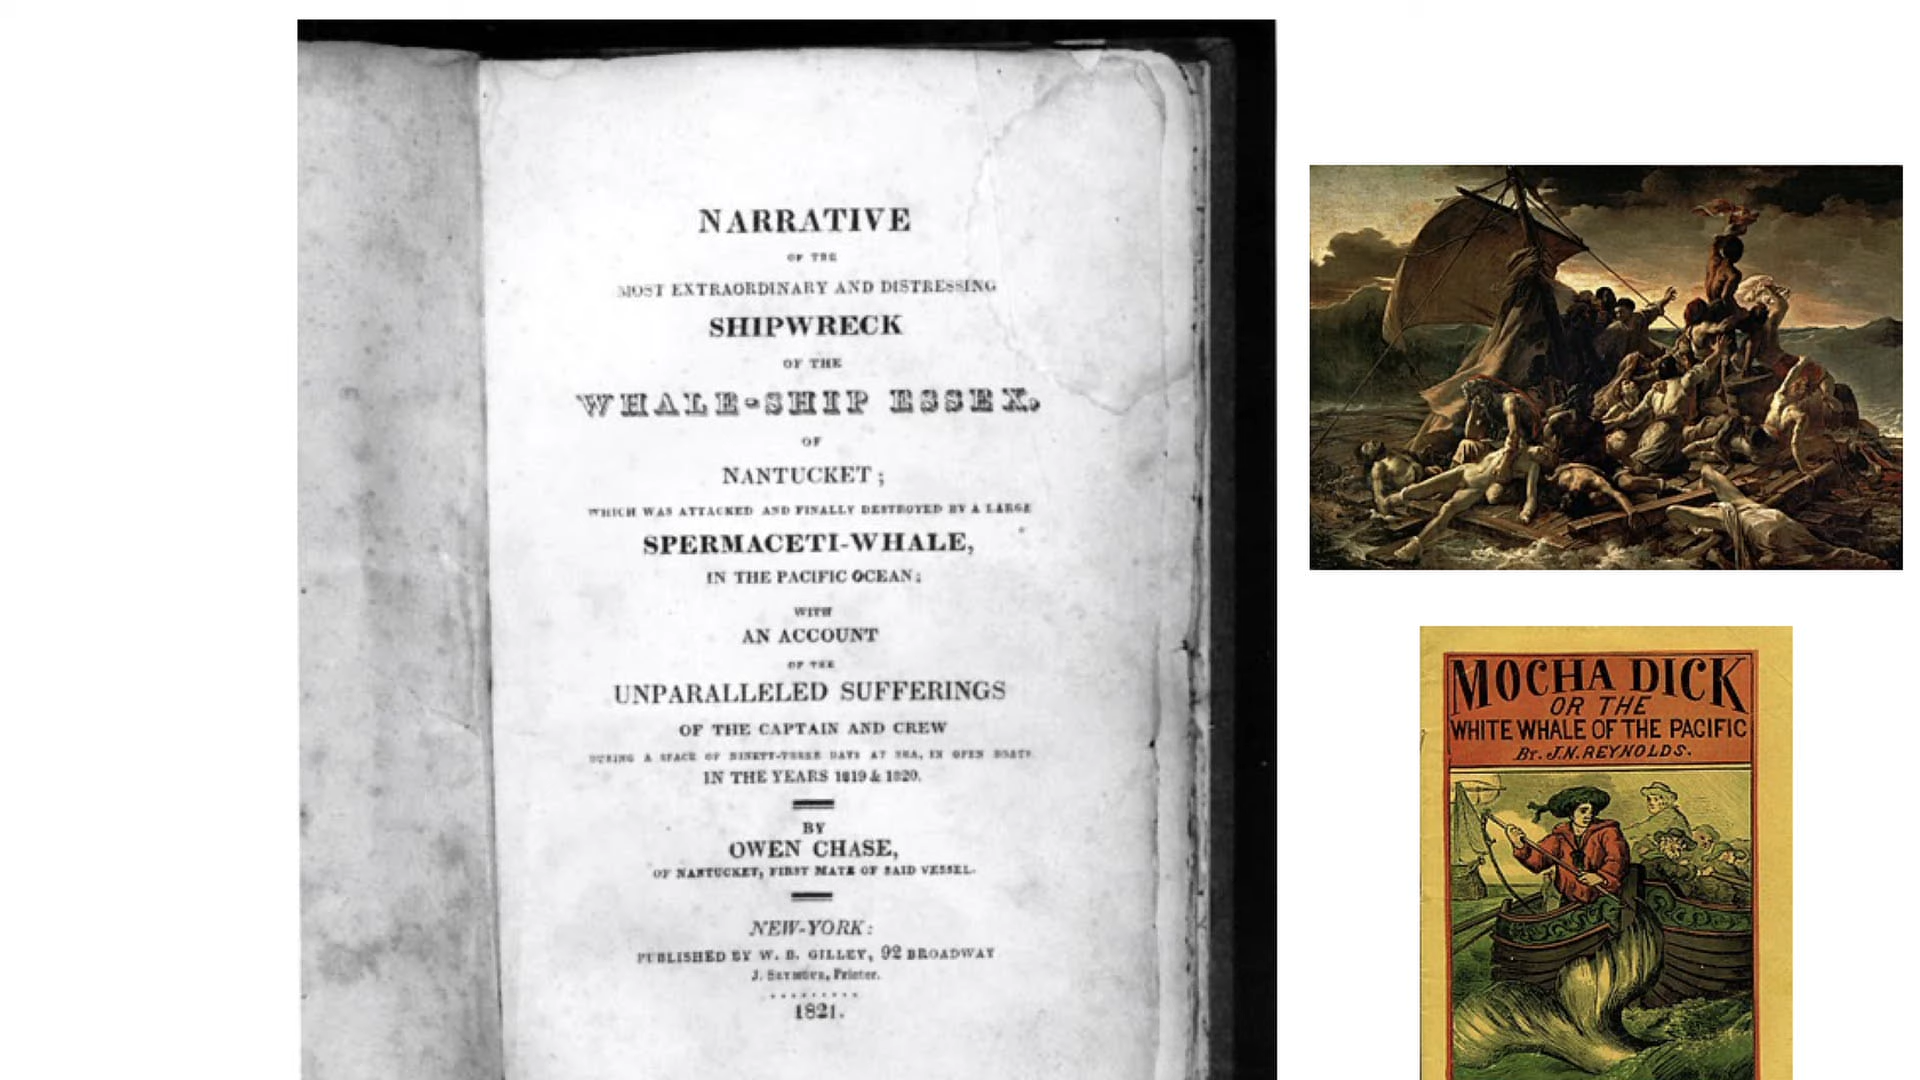 NARRATIVE
OF THE
MOST EXTRAORDINARY AND DISTRESSING
SHIPWRECK
OF THE
WHALE-SHIP ESSEX,
OF
NANTUCKET;
WHICH WAS ATTACKED AND FINALLY DESTROYED BY A LARGE
SPERMACETI-WHALE,
IN THE PACIFIC OCEAN;
WITH
AN ACCOUNT
OF THE
UNPARALLELED SUFFERINGS
OF THE CAPTAIN AND CREW
DURING A SPACE OF NINETY-THREE DAYS AT SEA, IN OPEN BOATS
IN THE YEARS 1819 & 1820.
BY
OWEN CHASE,
OF NANTUCKET, FIRST MATE OF SAID VESSEL.
NEW-YORK:
PUBLISHED BY W. B. GILLEY, 92 BROADWAY
J. Seymour, Printer.
1821.
MOCHA DICK
OR THE
WHITE WHALE OF THE PACIFIC
BY. J.N. REYNOLDS.